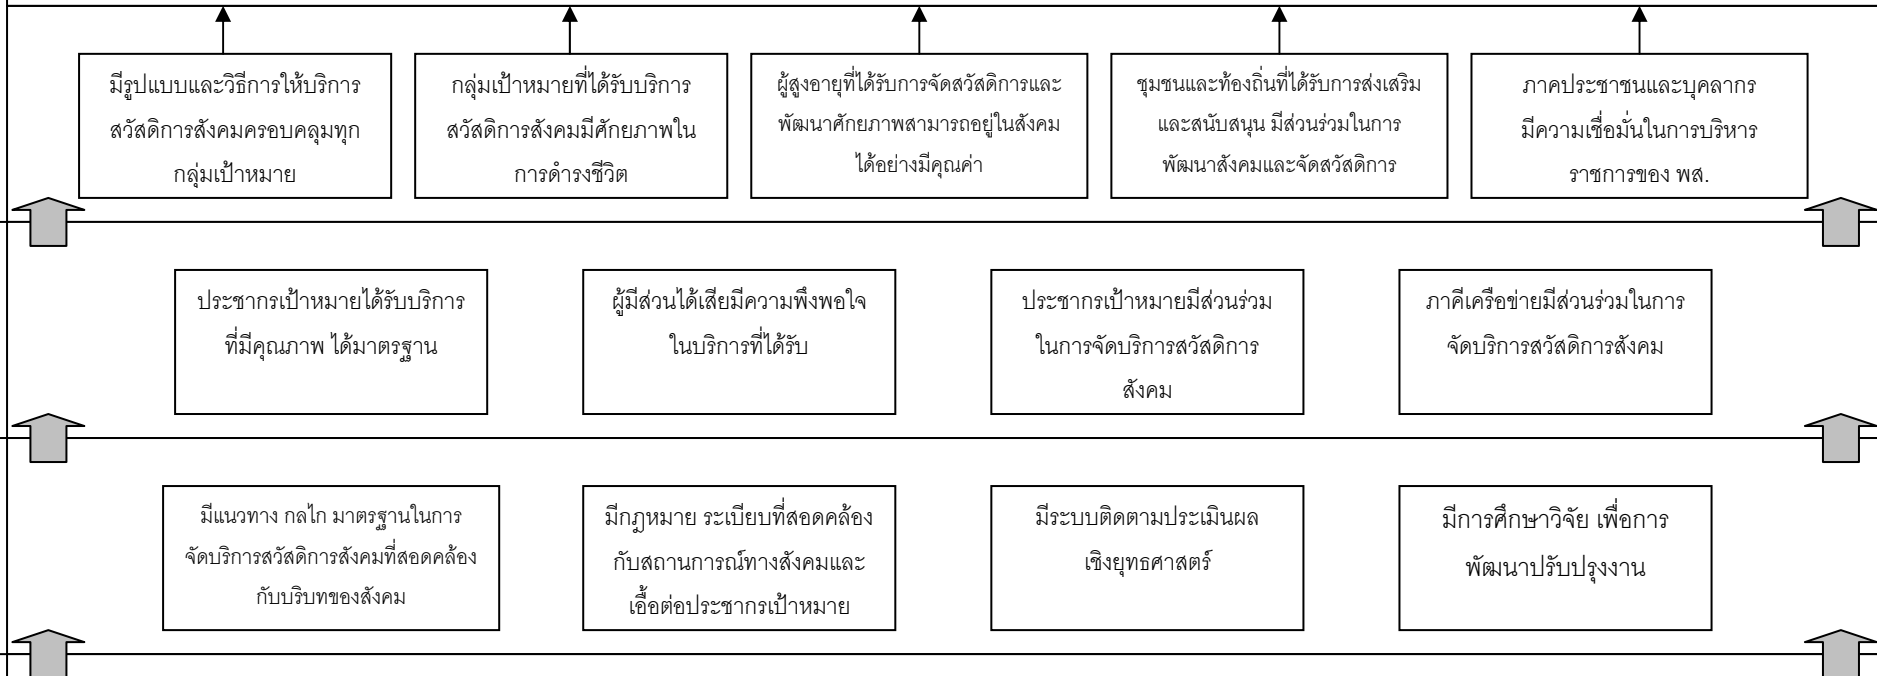 มีรูปแบบและวิธีการให้บริการ
สวัสดิการสังคมครอบคลุมทุก
กลุ่มเป้าหมาย
กลุ่มเป้าหมายที่ได้รับบริการ
สวัสดิการสังคมมีศักยภาพใน
การดำรงชีวิต
ผู้สูงอายุที่ได้รับการจัดสวัสดิการและ
พัฒนาศักยภาพสามารถอยู่ในสังคม
ได้อย่างมีคุณค่า
ชุมชนและท้องถิ่นที่ได้รับการส่งเสริม
และสนับสนุน มีส่วนร่วมในการ
พัฒนาสังคมและจัดสวัสดิการ
ภาคประชาชนและบุคลากร
มีความเชื่อมั่นในการบริหาร
ราชการของ พส.
ประชากรเป้าหมายได้รับบริการ
ที่มีคุณภาพ ได้มาตรฐาน
ผู้มีส่วนได้เสียมีความพึงพอใจ
ในบริการที่ได้รับ
ประชากรเป้าหมายมีส่วนร่วม
ในการจัดบริการสวัสดิการ
สังคม
ภาคีเครือข่ายมีส่วนร่วมในการ
จัดบริการสวัสดิการสังคม
มีแนวทาง กลไก มาตรฐานในการ
จัดบริการสวัสดิการสังคมที่สอดคล้อง
กับบริบทของสังคม
มีกฎหมาย ระเบียบที่สอดคล้อง
กับสถานการณ์ทางสังคมและ
เอื้อต่อประชากรเป้าหมาย
มีระบบติดตามประเมินผล
เชิงยุทธศาสตร์
มีการศึกษาวิจัย เพื่อการ
พัฒนาปรับปรุงงาน